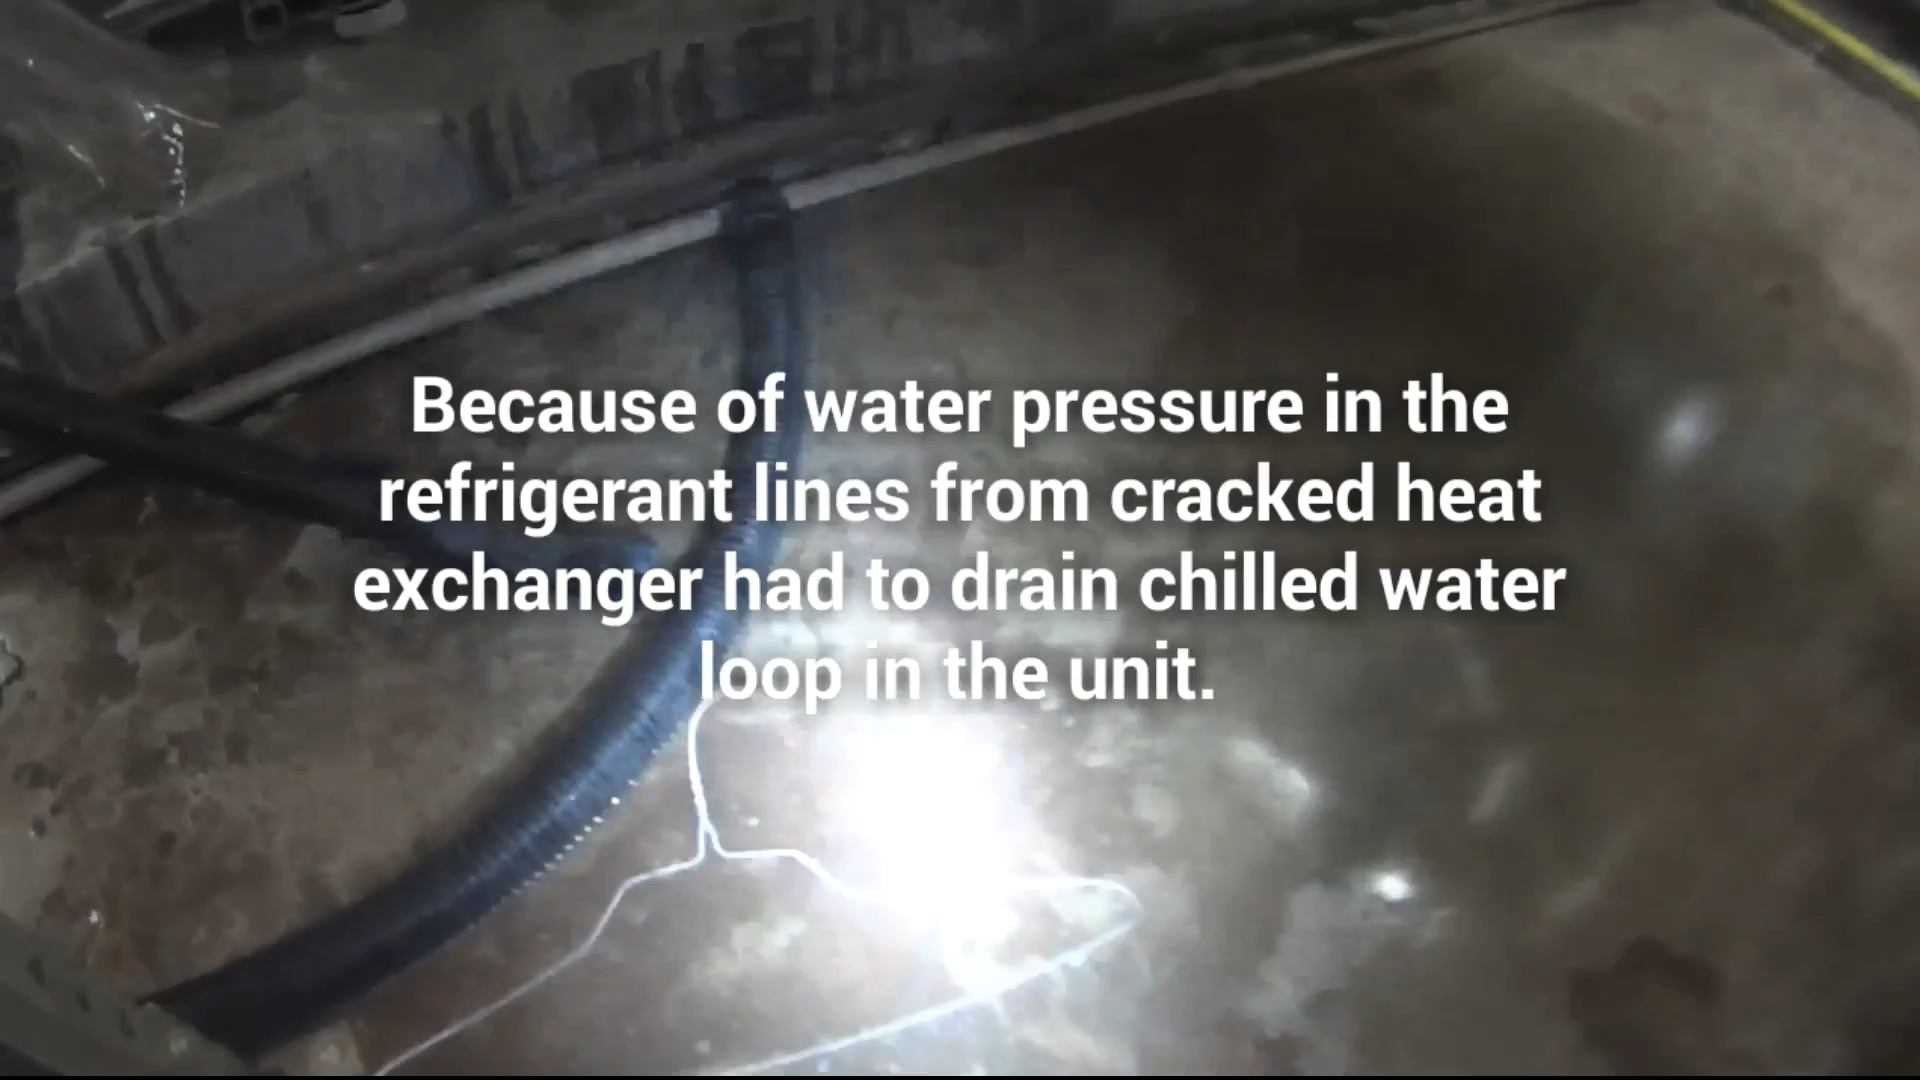 Because of water pressure in the
refrigerant lines from cracked heat
exchanger had to drain chilled water
loop in the unit.